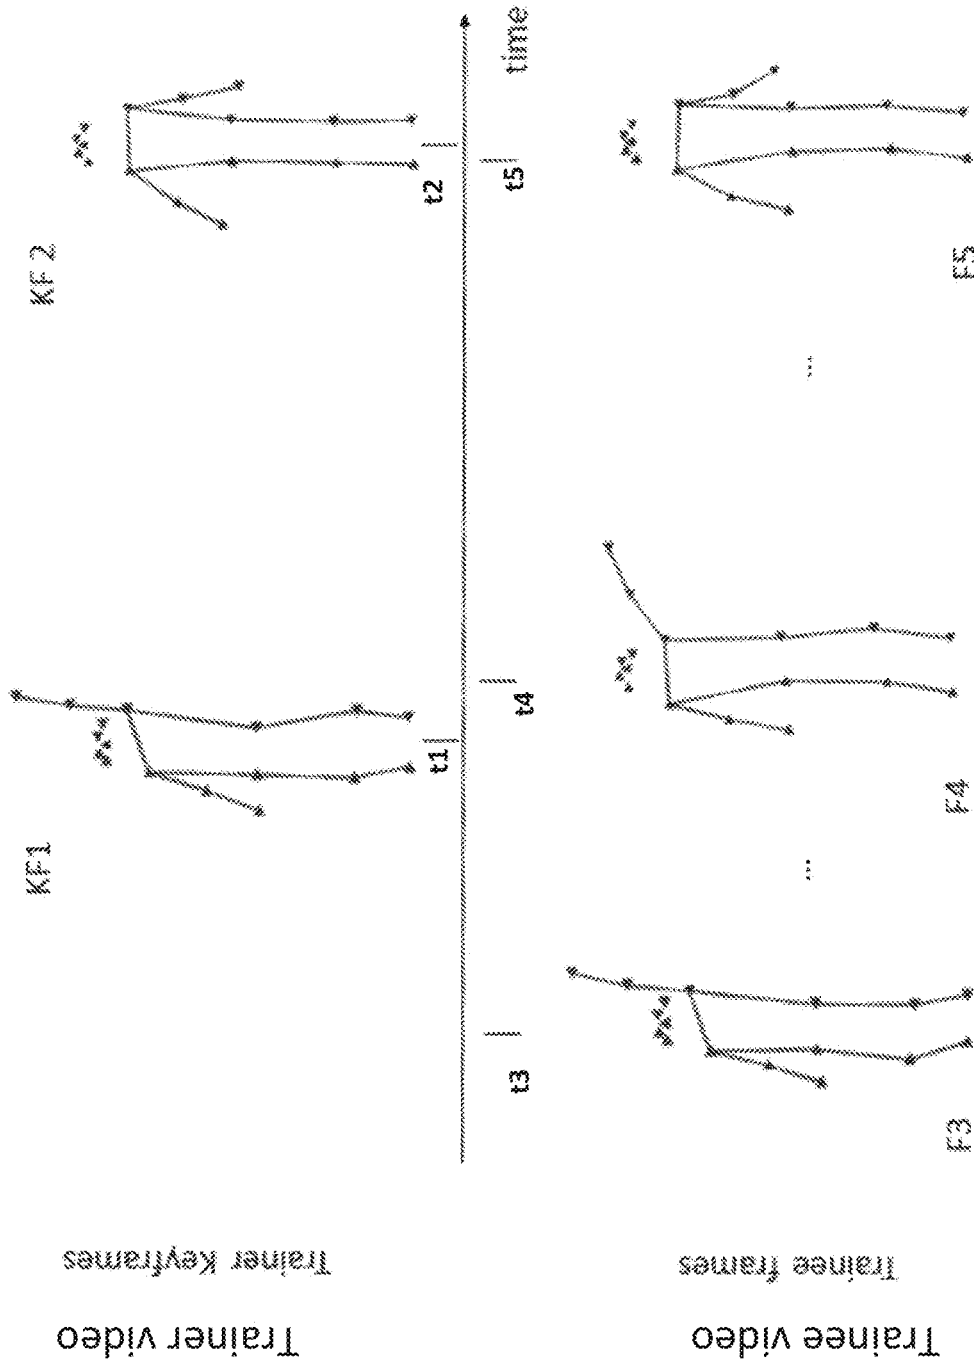 Trainer video
Trainer Keyframes
KF1
KF 2
t1
t2
time
t3
t4
t5
Trainee video
Trainee frames
F3
...
F4
...
F5